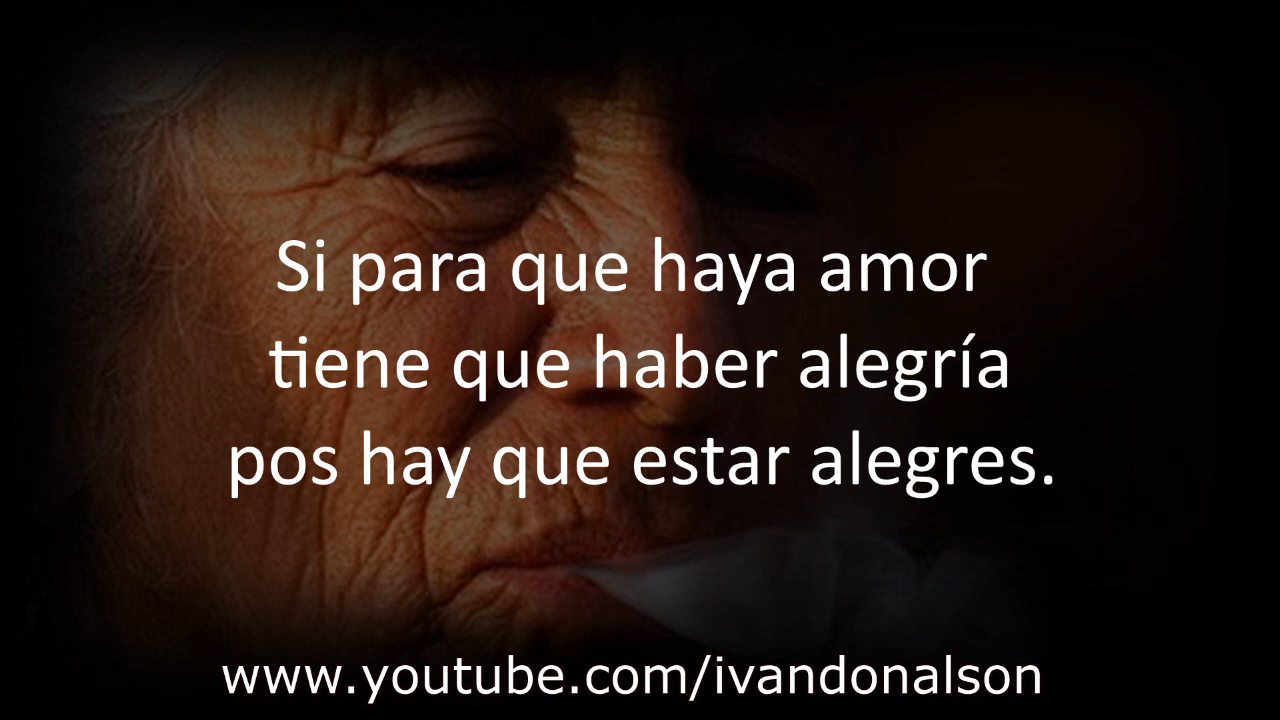 Si para que haya amor
tiene que haber alegría
pos hay que estar alegres.
www.youtube.com/ivandonalson